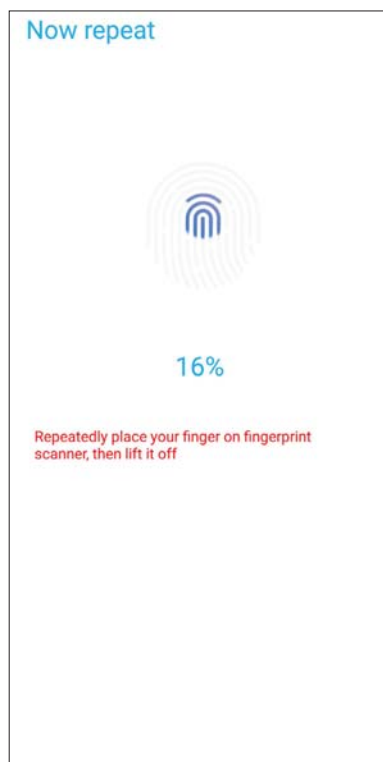 Now repeat
16%
Repeatedly place your finger on fingerprint
scanner, then lift it off